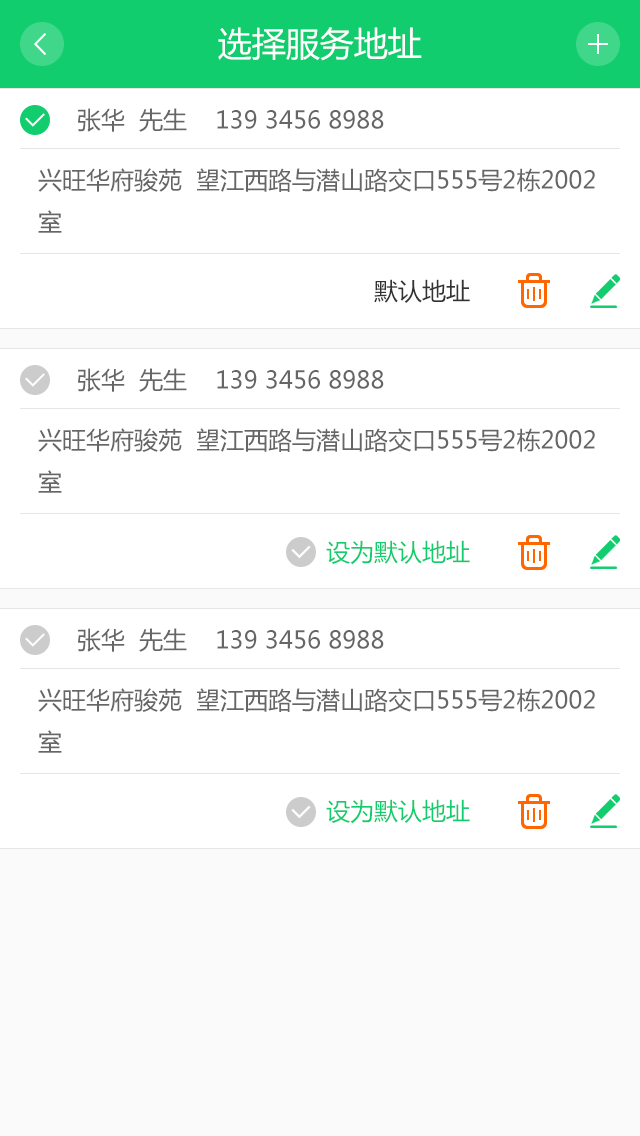 选择服务地址
张华 先生 139 3456 8988
兴旺华府骏苑 望江西路与潜山路交口555号2栋2002
室
默认地址
张华 先生 139 3456 8988
兴旺华府骏苑 望江西路与潜山路交口555号2栋2002
室
设为默认地址
张华 先生 139 3456 8988
兴旺华府骏苑 望江西路与潜山路交口555号2栋2002
室
设为默认地址